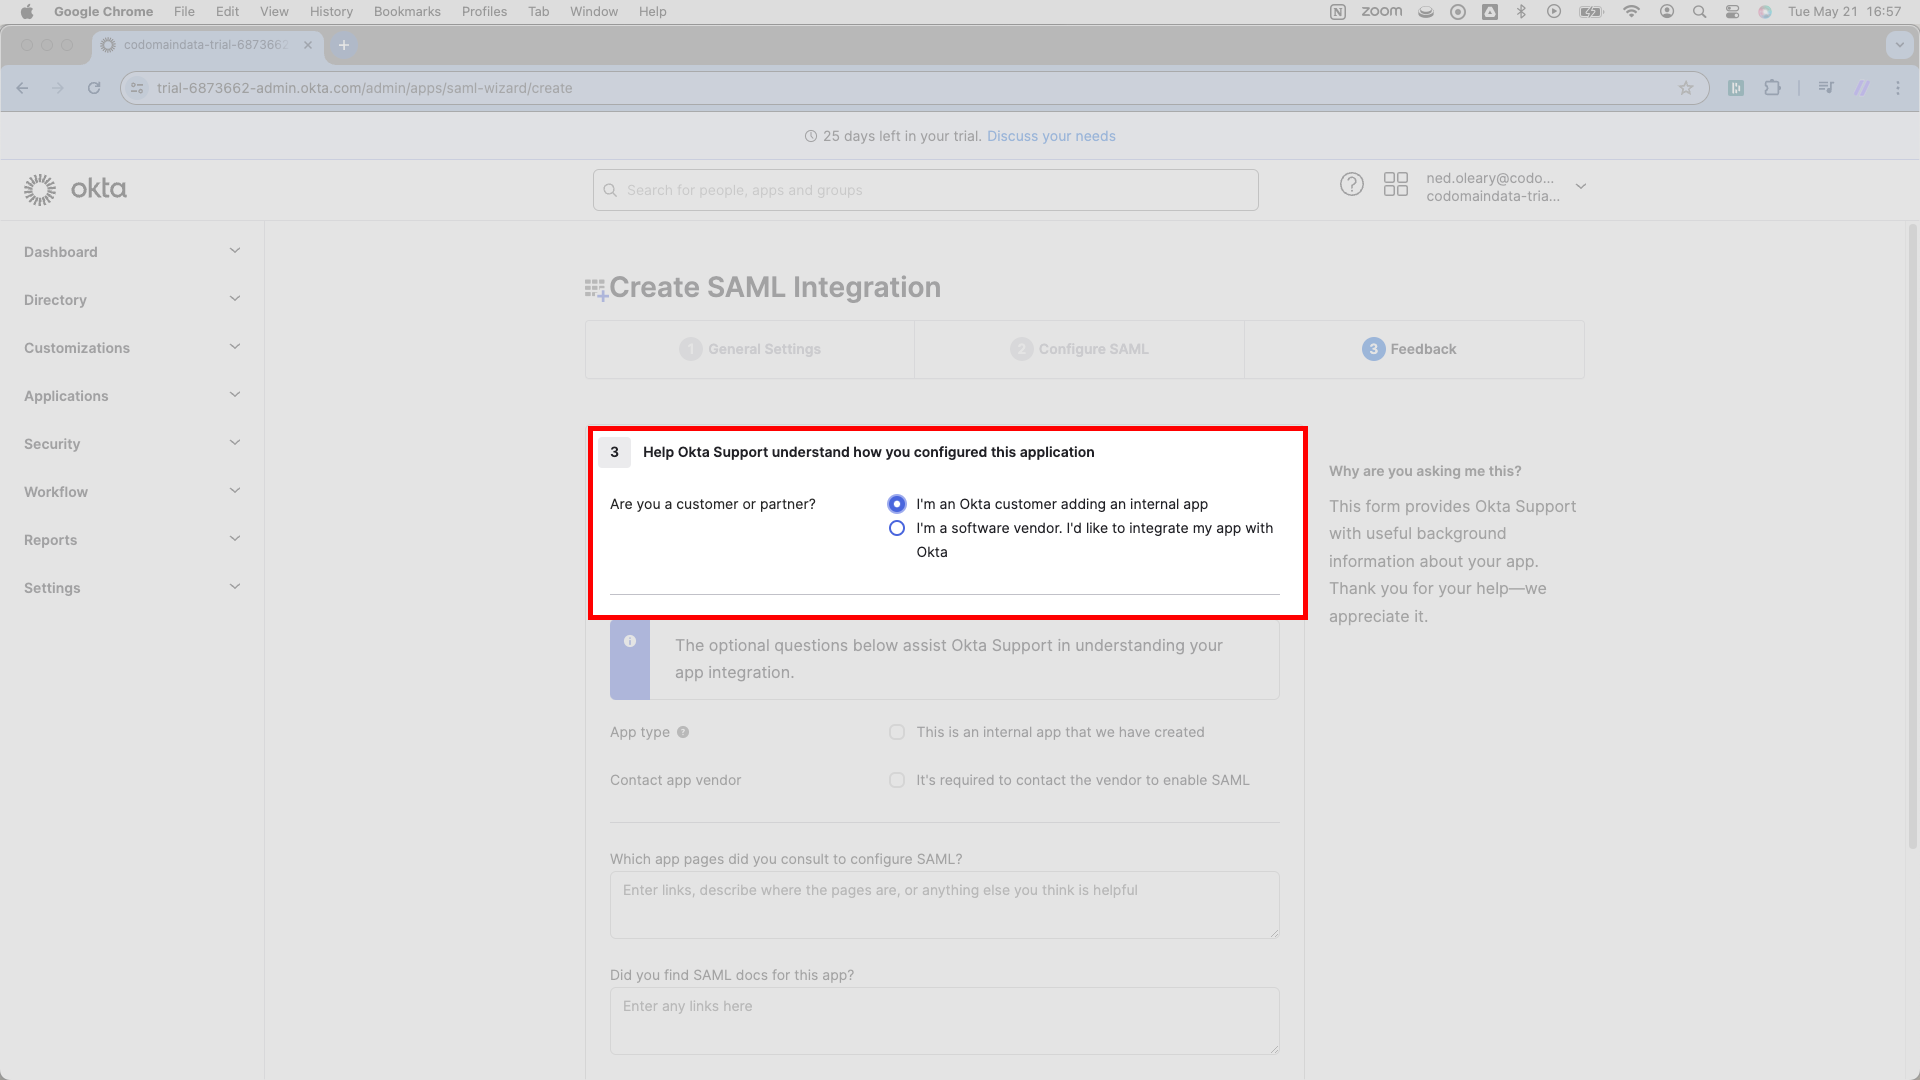 Google Chrome File Edit View History Bookmarks Profiles Tab Window Help zoom Tue May 21 16:57
codomaindata-trial-6873662
trial-6873662-admin.okta.com/admin/apps/saml-wizard/create
25 days left in your trial. Discuss your needs
okta
Search for people, apps and groups
ned.oleary@codo...
codomaindata-tria...
Dashboard
Directory
Customizations
Applications
Security
Workflow
Reports
Settings
Create SAML Integration
1 General Settings
2 Configure SAML
3 Feedback
3 Help Okta Support understand how you configured this application
Are you a customer or partner?
I'm an Okta customer adding an internal app
I'm a software vendor. I'd like to integrate my app with
Okta
The optional questions below assist Okta Support in understanding your
app integration.
App type
This is an internal app that we have created
Contact app vendor
It's required to contact the vendor to enable SAML
Which app pages did you consult to configure SAML?
Enter links, describe where the pages are, or anything else you think is helpful
Did you find SAML docs for this app?
Enter any links here
Why are you asking me this?
This form provides Okta Support
with useful background
information about your app.
Thank you for your help—we
appreciate it.